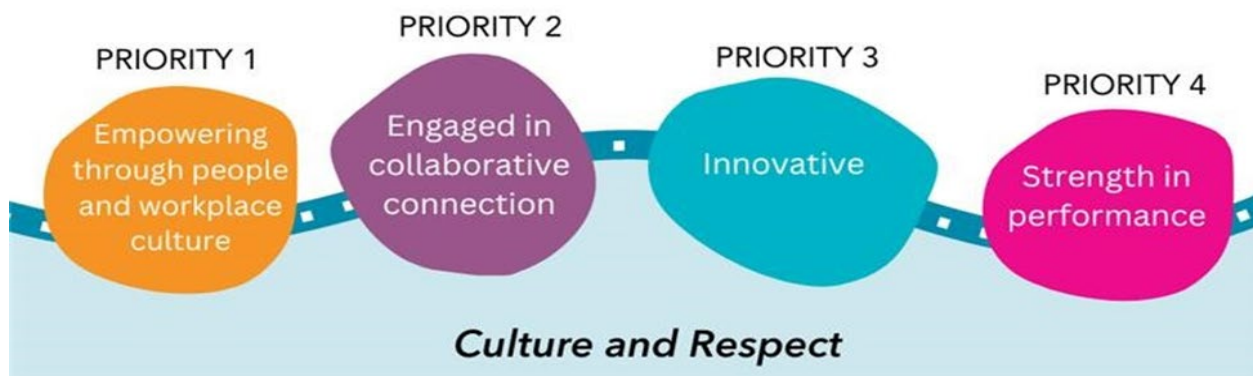 PRIORITY 1
Empowering
through people
and workplace
culture
PRIORITY 2
Engaged in
collaborative
connection
PRIORITY 3
Innovative
PRIORITY 4
Strength in
performance
Culture and Respect